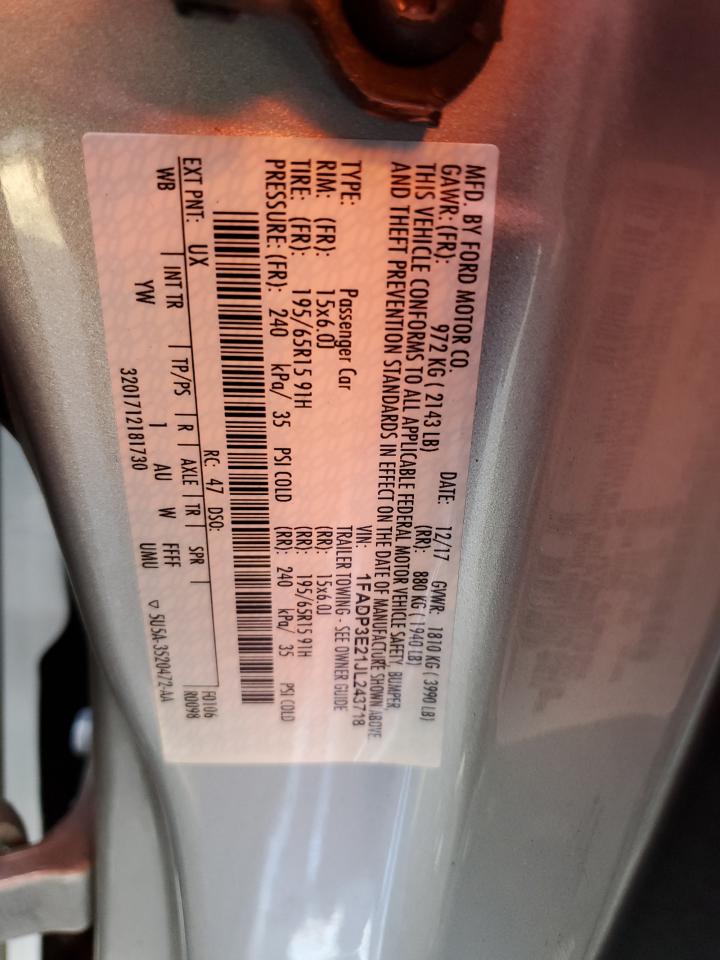 MFD. BY FORD MOTOR CO.
DATE: 12/17 GVWR: 1810 KG ( 3990 LB)
GAWR: (FR): 972 KG ( 2143 LB) (RR): 880 KG ( 1940 LB)
THIS VEHICLE CONFORMS TO ALL APPLICABLE FEDERAL MOTOR VEHICLE SAFETY, BUMPER,
AND THEFT PREVENTION STANDARDS IN EFFECT ON THE DATE OF MANUFACTURE SHOWN ABOVE.
VIN: 1FADP3E21JL243718
TYPE: Passenger Car TRAILER TOWING - SEE OWNER GUIDE
RIM: (FR): 15x6.0J (RR): 15x6.0J
TIRE: (FR): 195/65R15 91H (RR): 195/65R15 91H
PRESSURE: (FR): 240 kPa/ 35 PSI COLD (RR): 240 kPa/ 35 PSI COLD
EXT PNT: UX RC: 47 DSO: F0106
WB INT TR TP/PS R AXLE TR SPR R0098
YW 1 AU W FFFF
UMU
3201712181730 ▽ 5U5A-3520472-AA